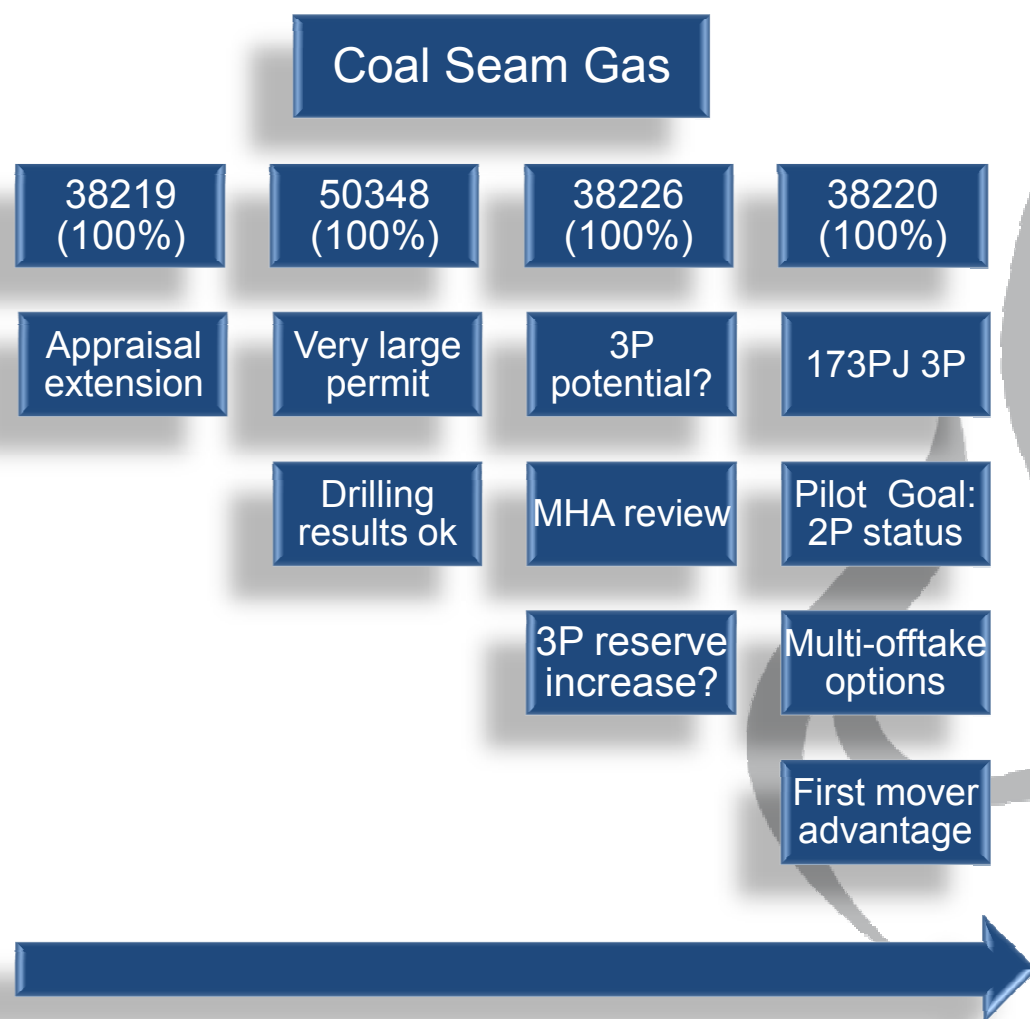 Coal Seam Gas
38219
(100%)
50348
(100%)
38226
(100%)
38220
(100%)
Appraisal
extension
Very large
permit
3P
potential?
173PJ 3P
Drilling
results ok
MHA review
Pilot Goal:
2P status
3P reserve
increase?
Multi-offtake
options
First mover
advantage